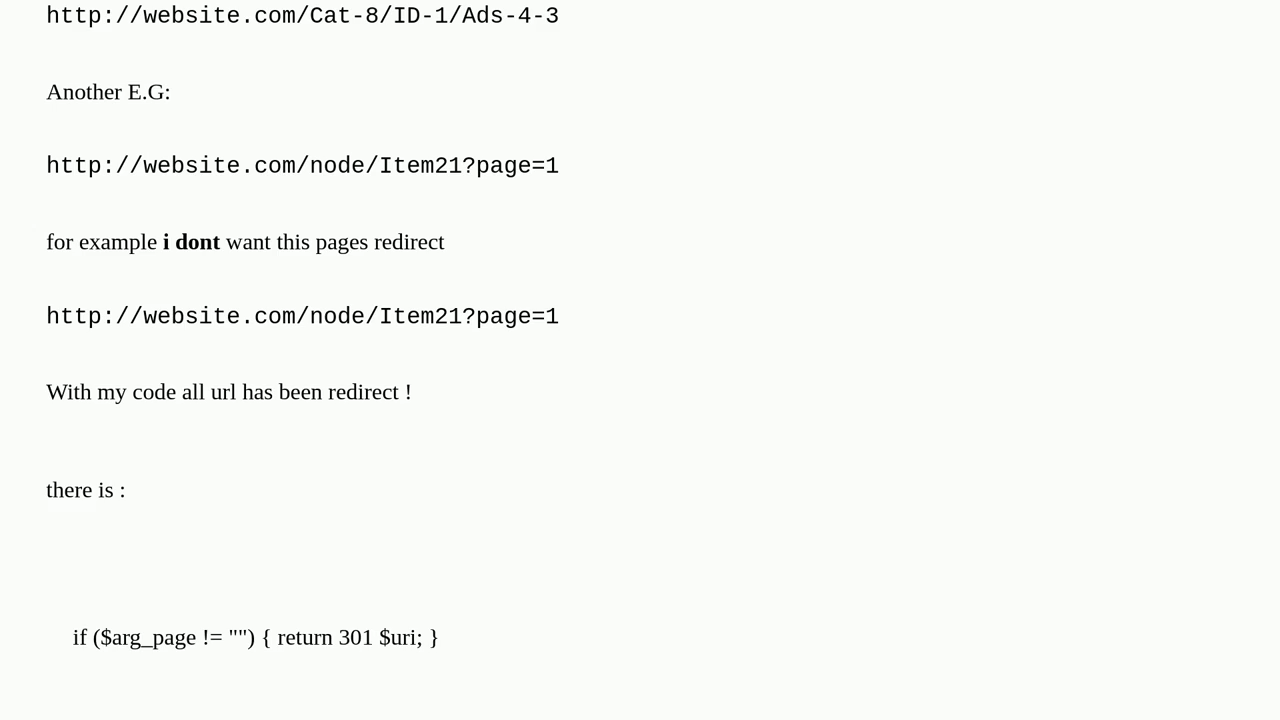 http://website.com/Cat-8/ID-1/Ads-4-3
Another E.G:
http://website.com/node/Item21?page=1
for example i dont want this pages redirect
http://website.com/node/Item21?page=1
With my code all url has been redirect !
there is :
if ($arg_page != "") { return 301 $uri; }